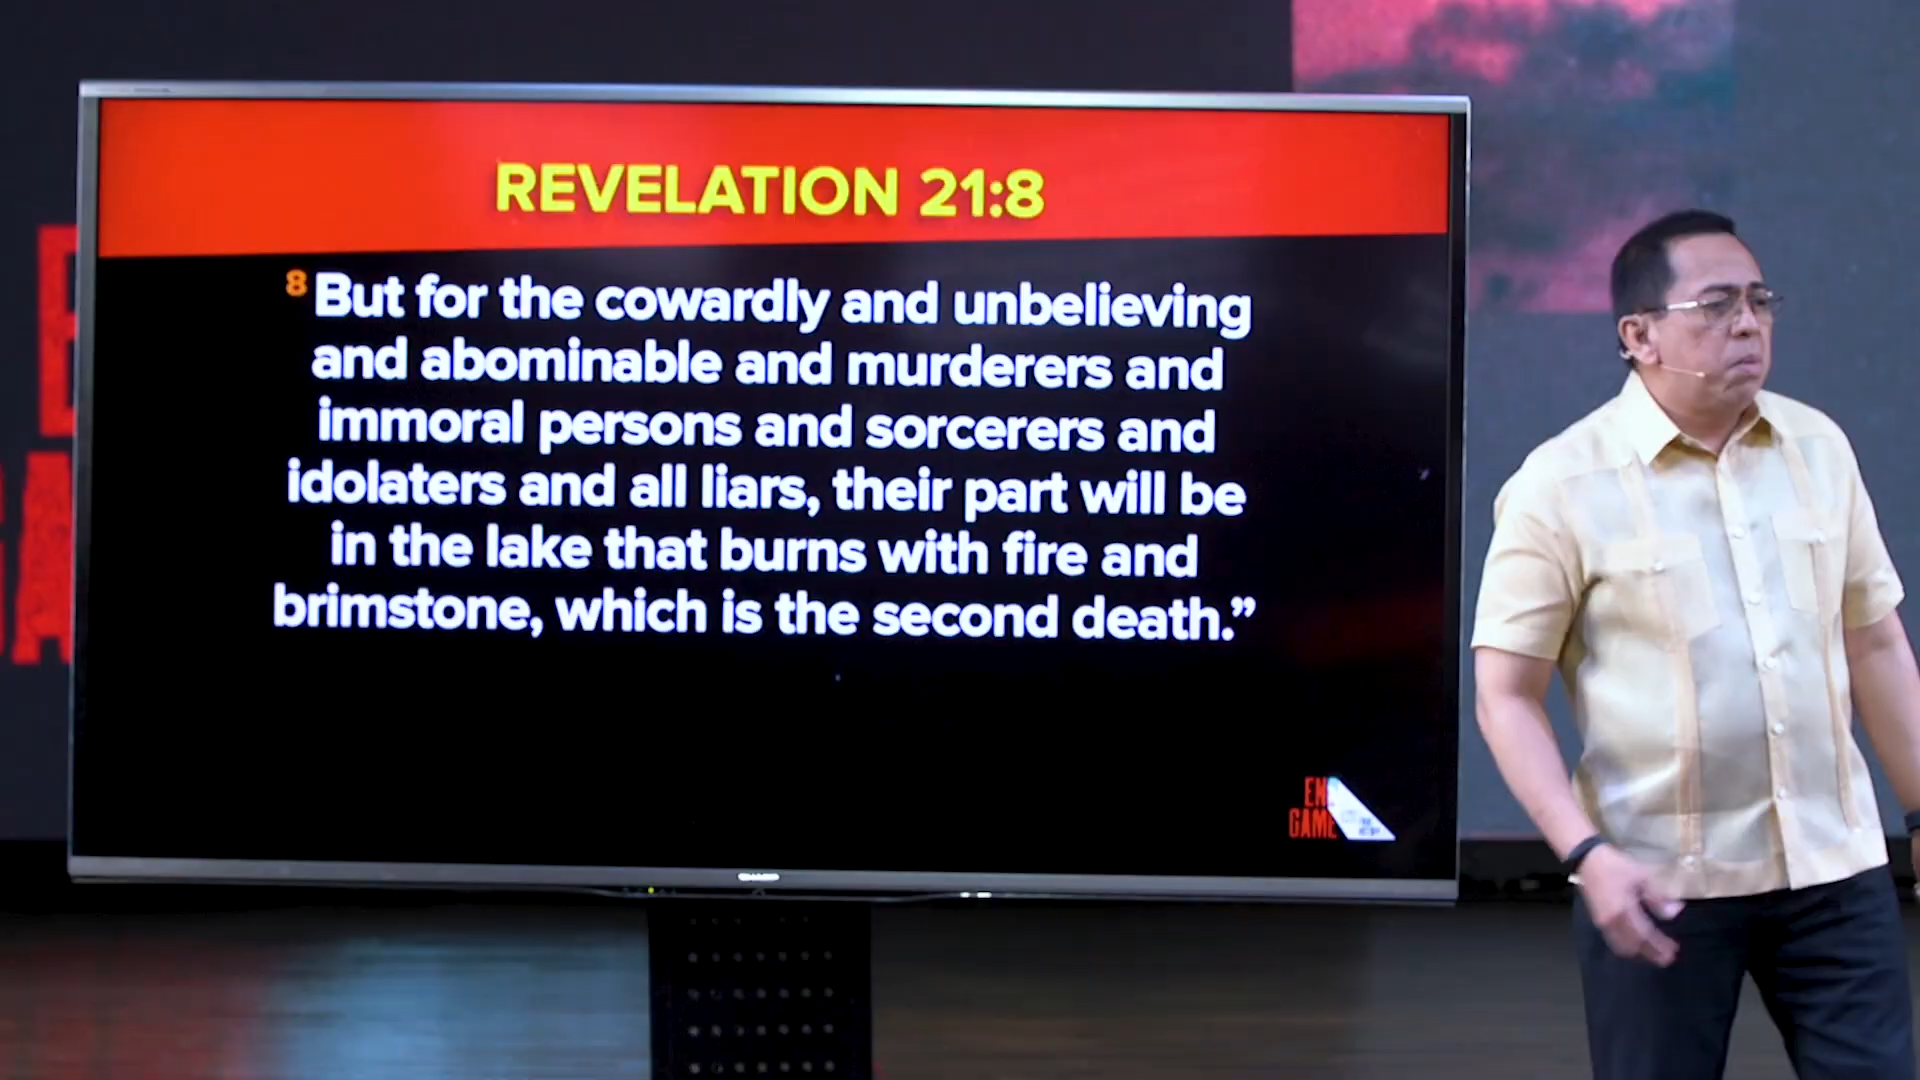 REVELATION 21:8
8 But for the cowardly and unbelieving
and abominable and murderers and
immoral persons and sorcerers and
idolaters and all liars, their part will be
in the lake that burns with fire and
brimstone, which is the second death.”
GAME
SHARP